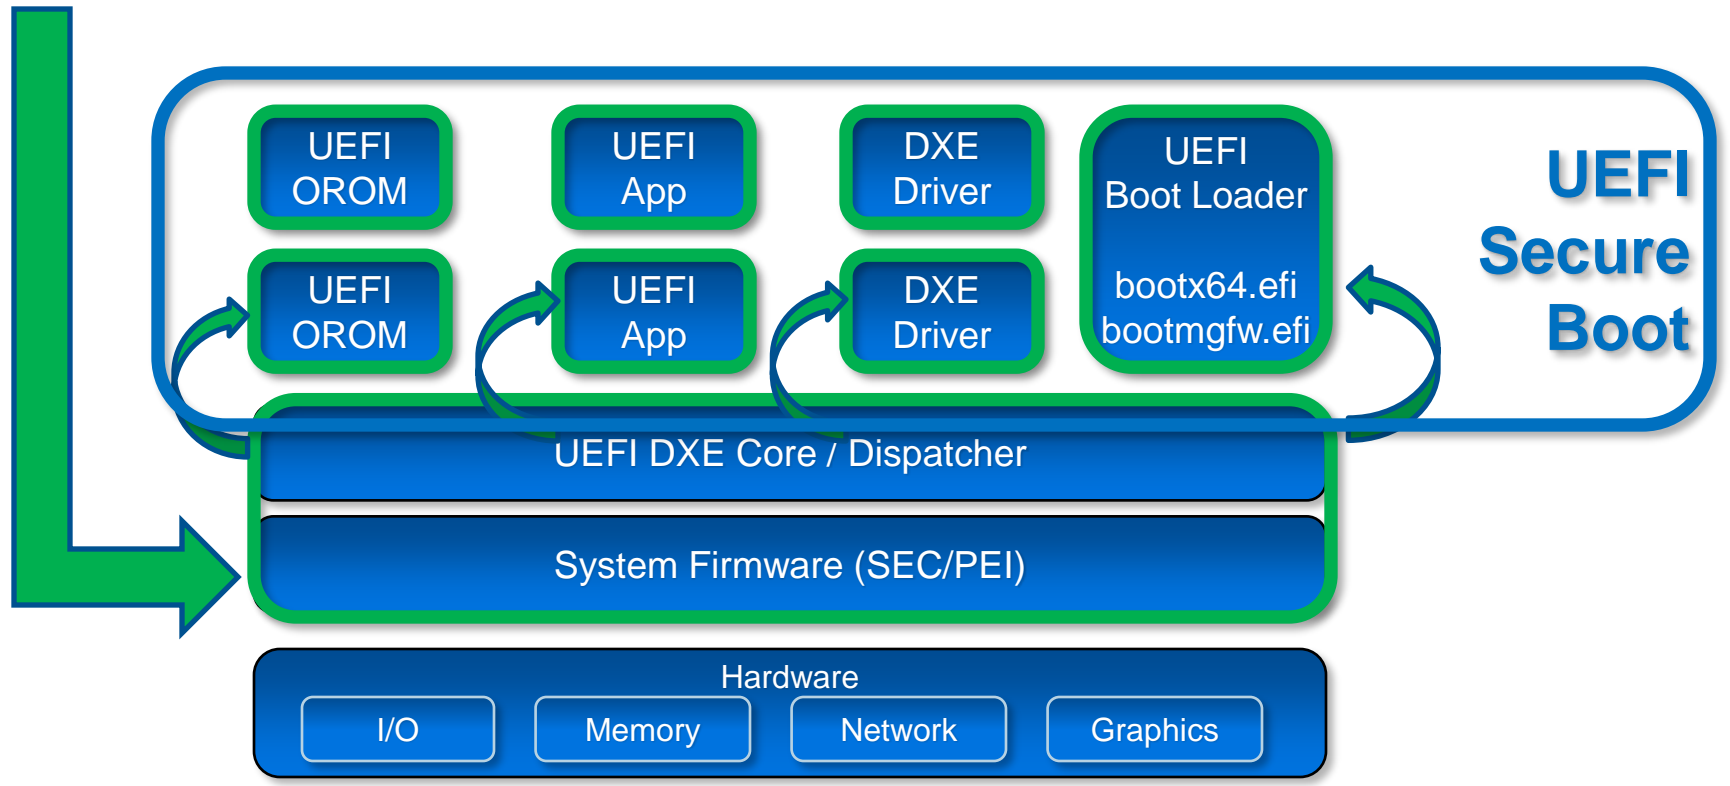 UEFI
OROM
UEFI
App
DXE
Driver
UEFI
Boot Loader
bootx64.efi
bootmgfw.efi
UEFI
OROM
UEFI
App
DXE
Driver
UEFI
Secure
Boot
UEFI DXE Core / Dispatcher
System Firmware (SEC/PEI)
Hardware
I/O
Memory
Network
Graphics